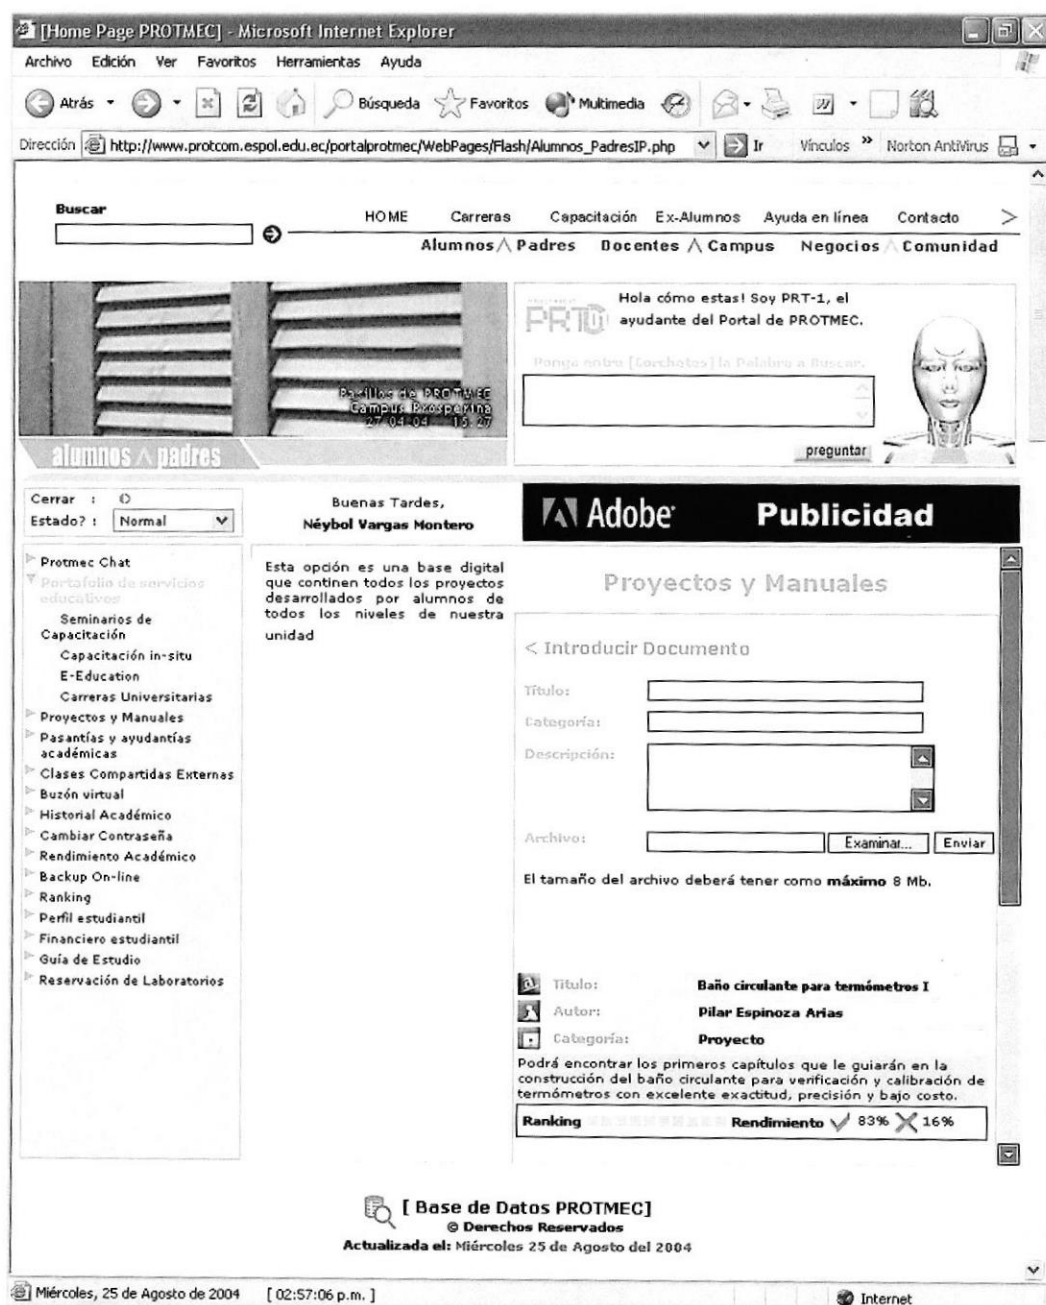 [Home Page PROTMEC] - Microsoft Internet Explorer
Archivo Edición Ver Favoritos Herramientas Ayuda
Atrás Búsqueda Favoritos Multimedia
Dirección http://www.protcom.espol.edu.ec/portalprotmec/WebPages/Flash/Alumnos_PadresIP.php Ir Vínculos » Norton AntiVirus
Buscar
HOME Carreras Capacitación Ex-Alumnos Ayuda en línea Contacto >
Alumnos Padres Docentes Campus Negocios Comunidad
Hola cómo estas! Soy PRT-1, el
ayudante del Portal de PROTMEC.
Ponga entre [Corchetes] la Palabra a Buscar.
preguntar
Pasillos de PROTMEC
Campus Prosperina
27-04-04 15:27
alumnos padres
Cerrar :
Estado? : Normal
Buenas Tardes,
Néybol Vargas Montero
Adobe Publicidad
Protmec Chat
Portafolio de servicios
educativos
Seminarios de
Capacitación
Capacitación in-situ
E-Education
Carreras Universitarias
Proyectos y Manuales
Pasantías y ayudantías
académicas
Clases Compartidas Externas
Buzón virtual
Historial Académico
Cambiar Contraseña
Rendimiento Académico
Backup On-line
Ranking
Perfil estudiantil
Financiero estudiantil
Guía de Estudio
Reservación de Laboratorios
Esta opción es una base digital
que continen todos los proyectos
desarrollados por alumnos de
todos los niveles de nuestra
unidad
Proyectos y Manuales
< Introducir Documento
Título:
Categoría:
Descripción:
Archivo: Examinar... Enviar
El tamaño del archivo deberá tener como máximo 8 Mb.
Titulo: Baño circulante para termómetros I
Autor: Pilar Espinoza Arias
Categoría: Proyecto
Podrá encontrar los primeros capítulos que le guiarán en la
construcción del baño circulante para verificación y calibración de
termómetros con excelente exactitud, precisión y bajo costo.
Ranking Rendimiento 83% 16%
[ Base de Datos PROTMEC]
© Derechos Reservados
Actualizada el: Miércoles 25 de Agosto del 2004
Miércoles, 25 de Agosto de 2004 [ 02:57:06 p.m. ] Internet